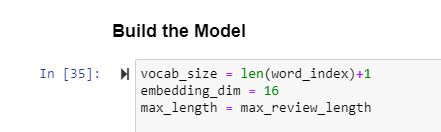 Build the Model
In [35]: vocab_size = len(word_index)+1
embedding_dim = 16
max_length = max_review_length